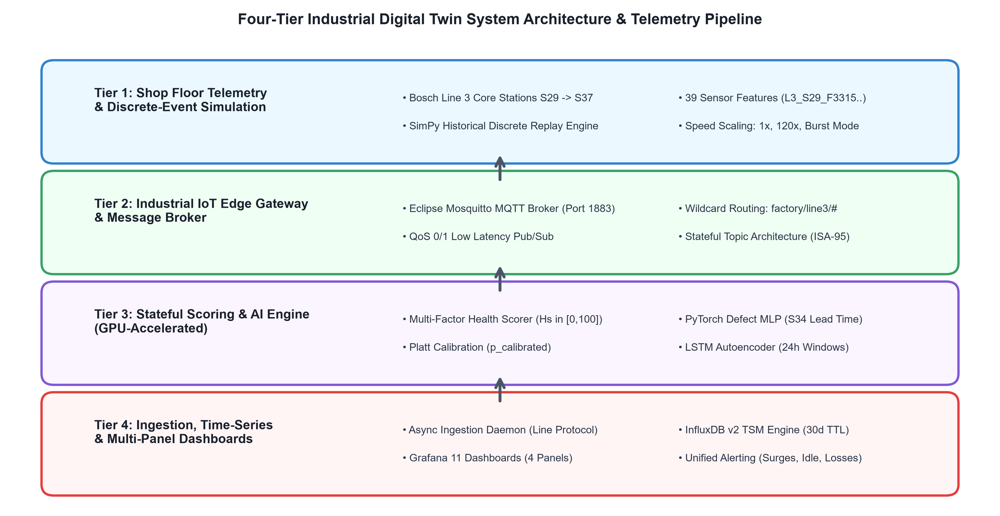 Four-Tier Industrial Digital Twin System Architecture & Telemetry Pipeline
Tier 1: Shop Floor Telemetry
& Discrete-Event Simulation
• Bosch Line 3 Core Stations S29 -> S37
• 39 Sensor Features (L3_S29_F3315..)
• SimPy Historical Discrete Replay Engine
• Speed Scaling: 1x, 120x, Burst Mode
Tier 2: Industrial IoT Edge Gateway
& Message Broker
• Eclipse Mosquitto MQTT Broker (Port 1883)
• Wildcard Routing: factory/line3/#
• QoS 0/1 Low Latency Pub/Sub
• Stateful Topic Architecture (ISA-95)
Tier 3: Stateful Scoring & AI Engine
(GPU-Accelerated)
• Multi-Factor Health Scorer (Hs in [0,100])
• PyTorch Defect MLP (S34 Lead Time)
• Platt Calibration (p_calibrated)
• LSTM Autoencoder (24h Windows)
Tier 4: Ingestion, Time-Series
& Multi-Panel Dashboards
• Async Ingestion Daemon (Line Protocol)
• InfluxDB v2 TSM Engine (30d TTL)
• Grafana 11 Dashboards (4 Panels)
• Unified Alerting (Surges, Idle, Losses)